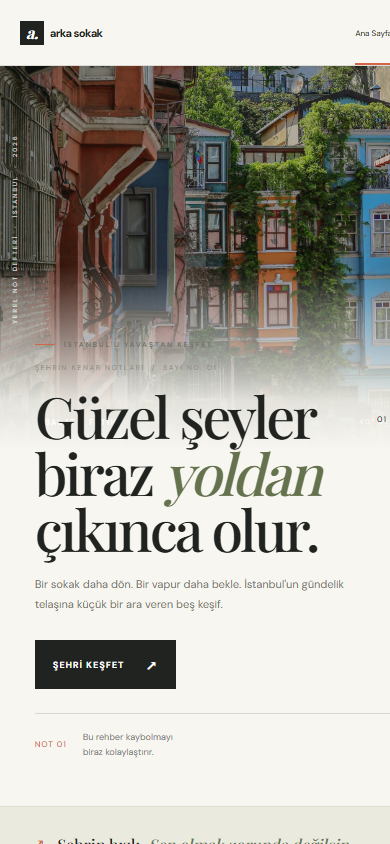 a. arka sokak
Ana Sayfa
YEREL NOT DEFTERİ — İSTANBUL 2026
İSTANBUL'U YAVAŞTAN KEŞFET
ŞEHRİN KENAR NOTLARI / SAYI NO. 01
01
Güzel şeyler
biraz yoldan
çıkınca olur.
Bir sokak daha dön. Bir vapur daha bekle. İstanbul'un gündelik
telaşına küçük bir ara veren beş keşif.
ŞEHRİ KEŞFET ↗
NOT 01
Bu rehber kaybolmayı
biraz kolaylaştırır.